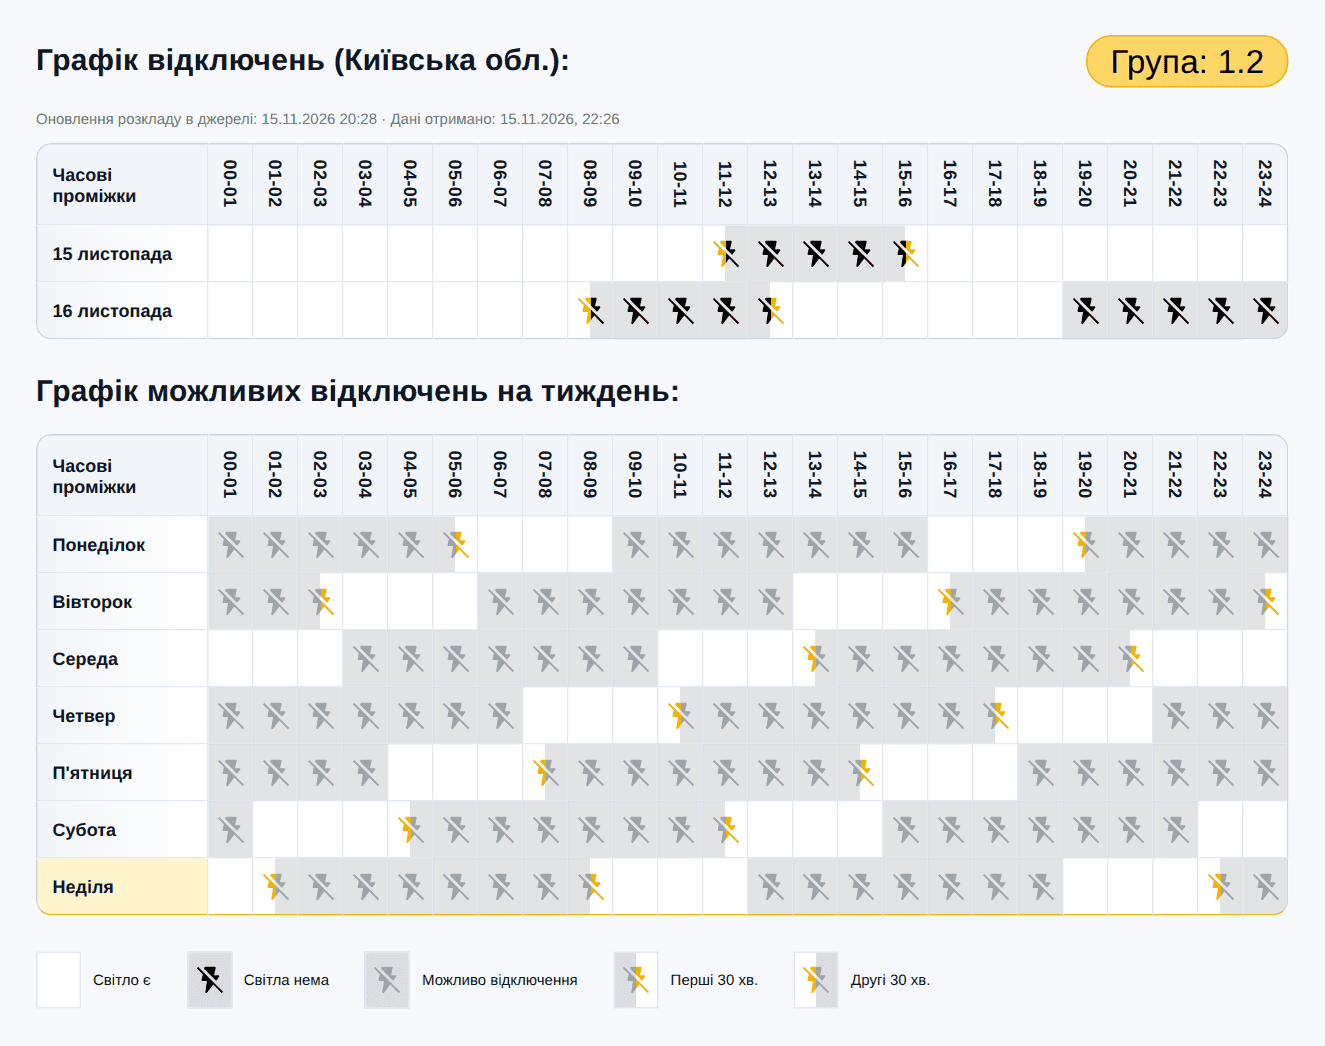 Графік відключень (Київська обл.):
Група: 1.2
Оновлення розкладу в джерелі: 15.11.2026 20:28 · Дані отримано: 15.11.2026, 22:26
Часові проміжки 00-01 01-02 02-03 03-04 04-05 05-06 06-07 07-08 08-09 09-10 10-11 11-12 12-13 13-14 14-15 15-16 16-17 17-18 18-19 19-20 20-21 21-22 22-23 23-24
15 листопада
16 листопада
Графік можливих відключень на тиждень:
Часові проміжки 00-01 01-02 02-03 03-04 04-05 05-06 06-07 07-08 08-09 09-10 10-11 11-12 12-13 13-14 14-15 15-16 16-17 17-18 18-19 19-20 20-21 21-22 22-23 23-24
Понеділок
Вівторок
Середа
Четвер
П'ятниця
Субота
Неділя
Світло є Світла нема Можливо відключення Перші 30 хв. Другі 30 хв.